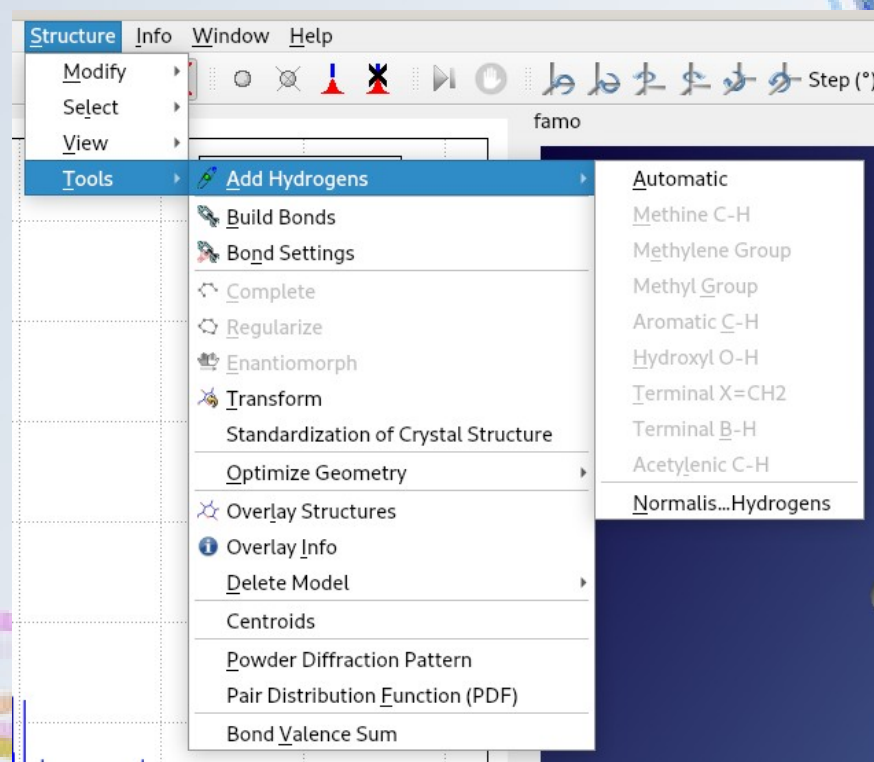 Structure Info Window Help
Modify
Select
View
Tools
Step (°)
famo
Add Hydrogens
Build Bonds
Bond Settings
Complete
Regularize
Enantiomorph
Transform
Standardization of Crystal Structure
Optimize Geometry
Overlay Structures
Overlay Info
Delete Model
Centroids
Powder Diffraction Pattern
Pair Distribution Function (PDF)
Bond Valence Sum
Automatic
Methine C-H
Methylene Group
Methyl Group
Aromatic C-H
Hydroxyl O-H
Terminal X=CH2
Terminal B-H
Acetylenic C-H
Normalis...Hydrogens